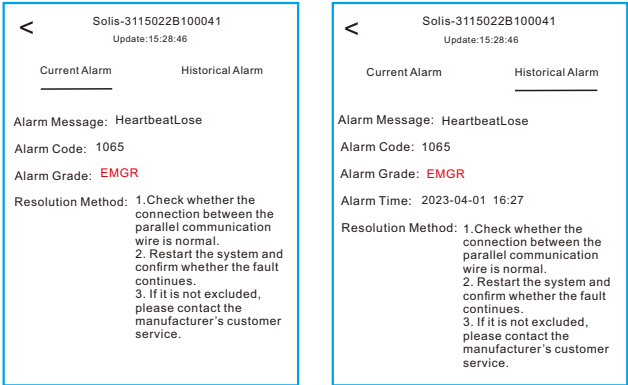 <
Solis-3115022B100041
Update:15:28:46
Current Alarm Historical Alarm
Alarm Message: HeartbeatLose
Alarm Code: 1065
Alarm Grade: EMGR
Resolution Method: 1.Check whether the
connection between the
parallel communication
wire is normal.
2. Restart the system and
confirm whether the fault
continues.
3. If it is not excluded,
please contact the
manufacturer's customer
service.
<
Solis-3115022B100041
Update:15:28:46
Current Alarm Historical Alarm
Alarm Message: HeartbeatLose
Alarm Code: 1065
Alarm Grade: EMGR
Alarm Time: 2023-04-01 16:27
Resolution Method: 1.Check whether the
connection between the
parallel communication
wire is normal.
2. Restart the system and
confirm whether the fault
continues.
3. If it is not excluded,
please contact the
manufacturer's customer
service.